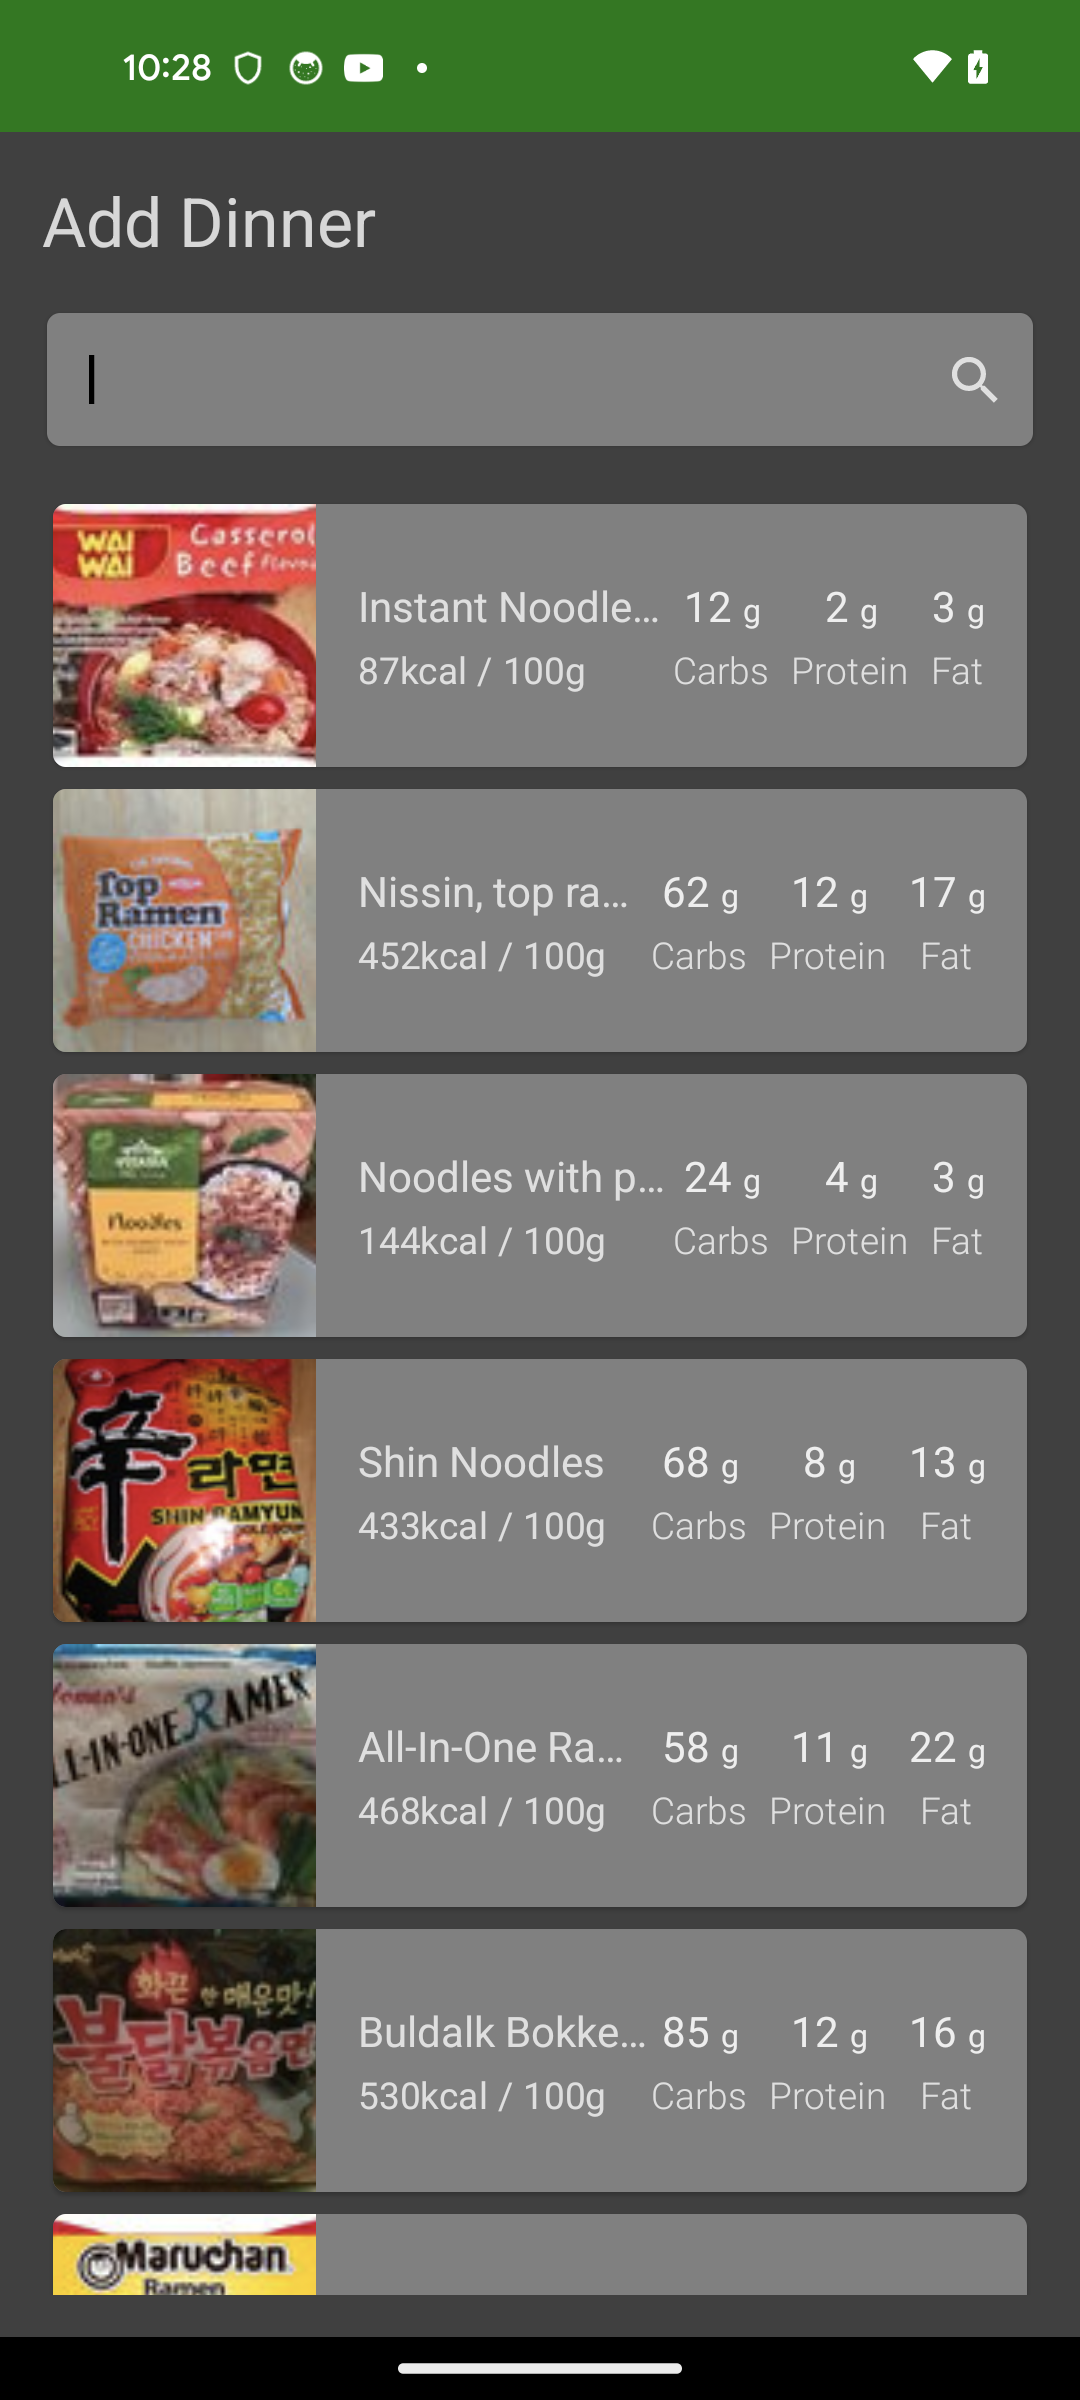 10:28
Add Dinner
WAI WAI
Casserol
Beef Flavou
Instant Noodle... 12 g 2 g 3 g
87kcal / 100g Carbs Protein Fat
Top Ramen
CHICKEN
Nissin, top ra... 62 g 12 g 17 g
452kcal / 100g Carbs Protein Fat
Noodles
Noodles with p... 24 g 4 g 3 g
144kcal / 100g Carbs Protein Fat
辛
라면
SHIN RAMYUN
Shin Noodles 68 g 8 g 13 g
433kcal / 100g Carbs Protein Fat
LL-IN-ONE RAMEN
All-In-One Ra... 58 g 11 g 22 g
468kcal / 100g Carbs Protein Fat
화끈한 매운맛!
불닭볶음면
Buldalk Bokke... 85 g 12 g 16 g
530kcal / 100g Carbs Protein Fat
Maruchan
Ramen